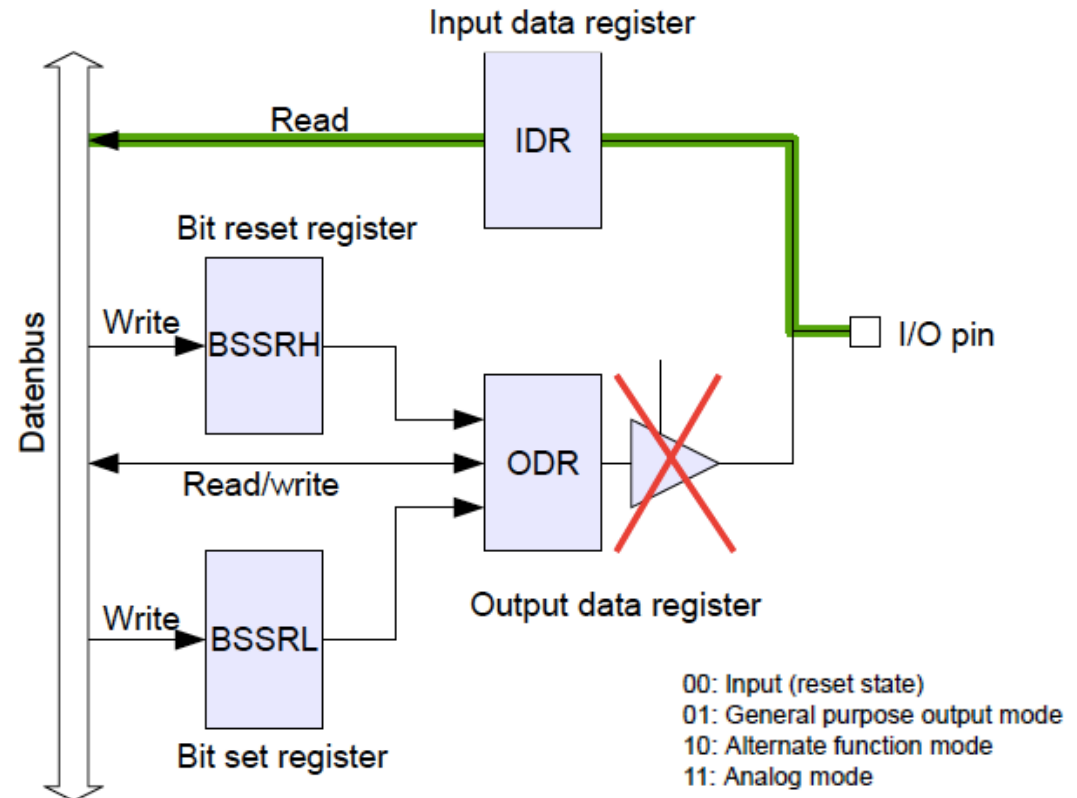 Input data register
Read
IDR
Bit reset register
Write
BSSRH
I/O pin
Datenbus
ODR
Read/write
Output data register
Write
BSSRL
Bit set register
00: Input (reset state)
01: General purpose output mode
10: Alternate function mode
11: Analog mode